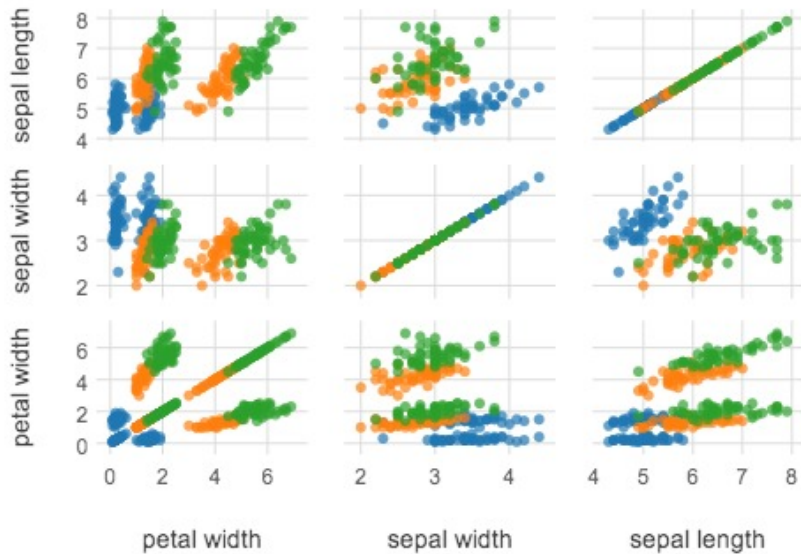 sepal length
8
7
6
5
4
sepal width
4
3
2
petal width
6
4
2
0
0 2 4 6 2 3 4 4 5 6 7 8
petal width sepal width sepal length